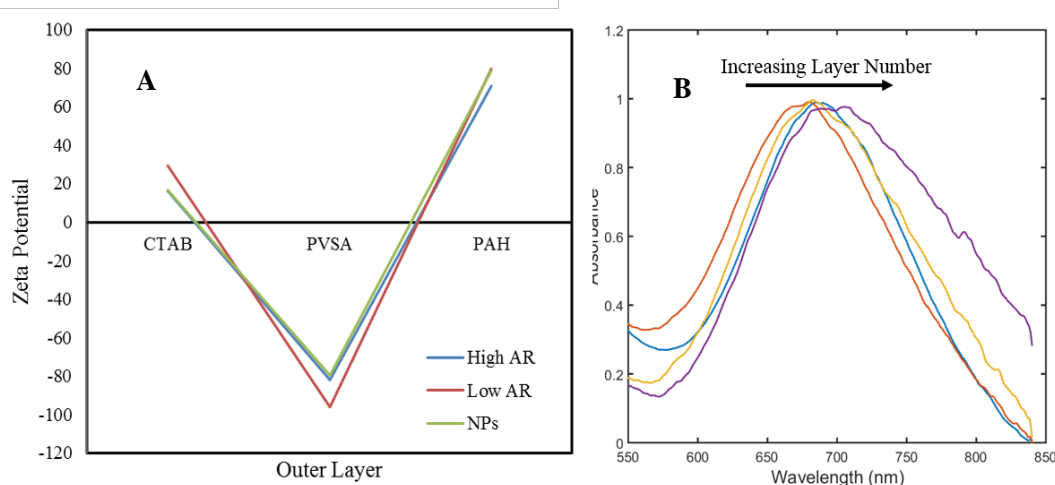 100
80
60
40
20
0
-20
-40
-60
-80
-100
-120
Zeta Potential
A
CTAB
PVSA
PAH
High AR
Low AR
NPs
Outer Layer
1.2
1
0.8
0.6
0.4
0.2
0
Absorbance
B
Increasing Layer Number
550 600 650 700 750 800 850
Wavelength (nm)